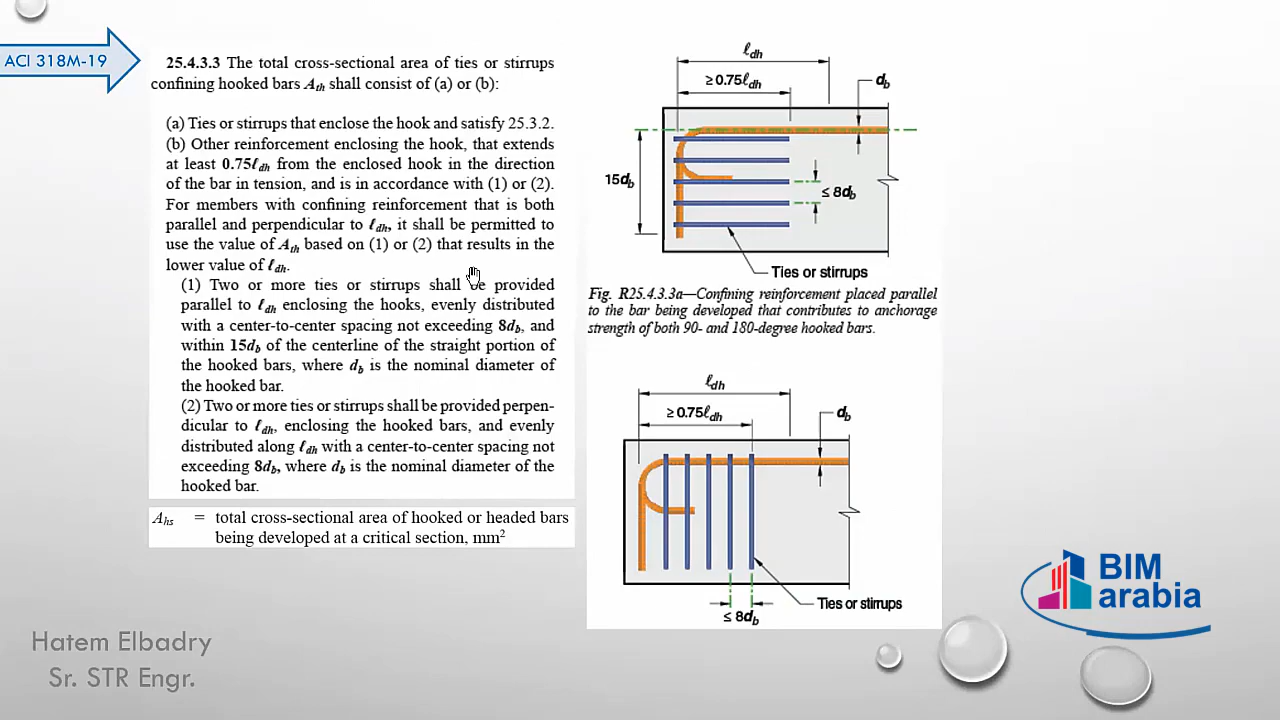 ACI 318M-19
25.4.3.3 The total cross-sectional area of ties or stirrups
confining hooked bars Ath shall consist of (a) or (b):
(a) Ties or stirrups that enclose the hook and satisfy 25.3.2.
(b) Other reinforcement enclosing the hook, that extends
at least 0.75ℓdh from the enclosed hook in the direction
of the bar in tension, and is in accordance with (1) or (2).
For members with confining reinforcement that is both
parallel and perpendicular to ℓdh, it shall be permitted to
use the value of Ath based on (1) or (2) that results in the
lower value of ℓdh.
(1) Two or more ties or stirrups shall be provided
parallel to ℓdh enclosing the hooks, evenly distributed
with a center-to-center spacing not exceeding 8db, and
within 15db of the centerline of the straight portion of
the hooked bars, where db is the nominal diameter of
the hooked bar.
(2) Two or more ties or stirrups shall be provided perpen-
dicular to ℓdh, enclosing the hooked bars, and evenly
distributed along ℓdh with a center-to-center spacing not
exceeding 8db, where db is the nominal diameter of the
hooked bar.
Ahs = total cross-sectional area of hooked or headed bars
being developed at a critical section, mm²
ℓdh
≥ 0.75ℓdh
db
15db
≤ 8db
Ties or stirrups
Fig. R25.4.3.3a—Confining reinforcement placed parallel
to the bar being developed that contributes to anchorage
strength of both 90- and 180-degree hooked bars.
ℓdh
≥ 0.75ℓdh
db
Ties or stirrups
≤ 8db
BIM
arabia
Hatem Elbadry
Sr. STR Engr.